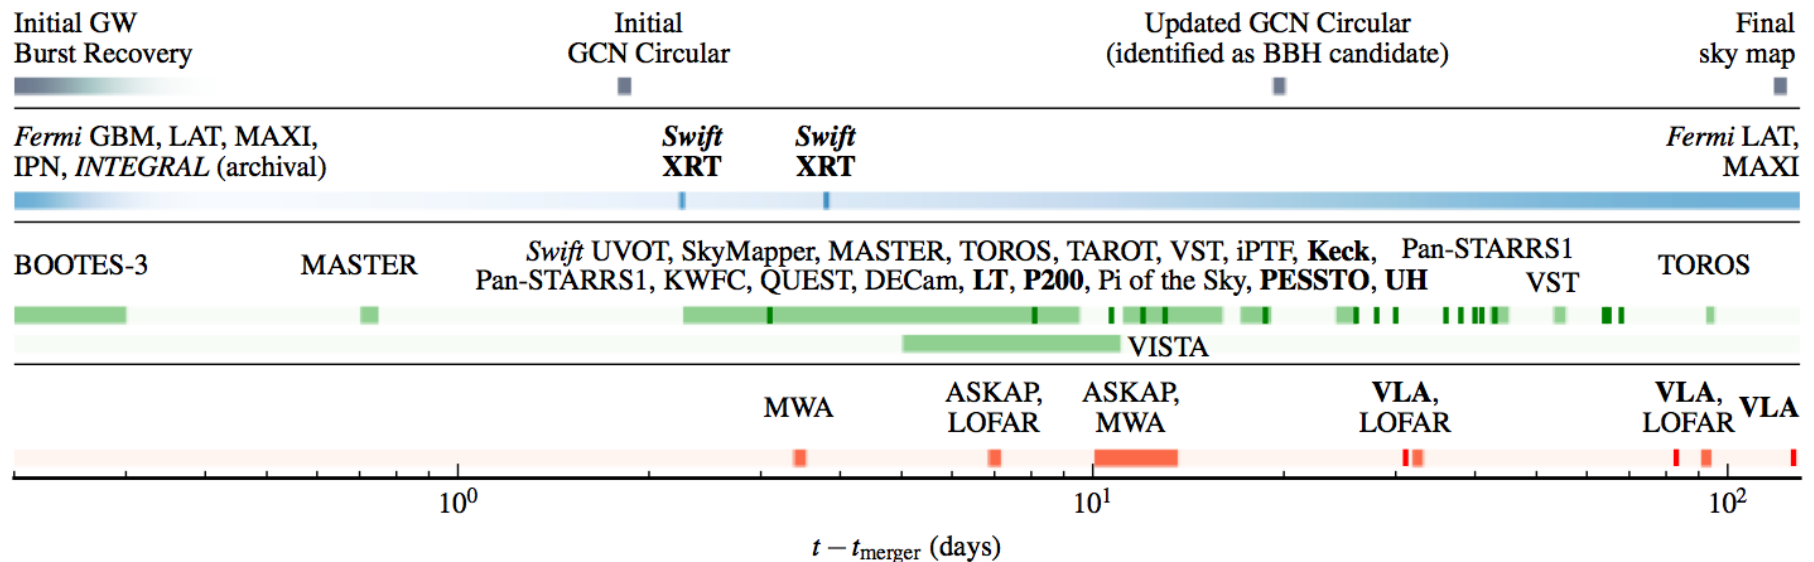 Initial GW
Burst Recovery
Initial
GCN Circular
Updated GCN Circular
(identified as BBH candidate)
Final
sky map
Fermi GBM, LAT, MAXI,
IPN, INTEGRAL (archival)
Swift
XRT
Swift
XRT
Fermi LAT,
MAXI
BOOTES-3
MASTER
Swift UVOT, SkyMapper, MASTER, TOROS, TAROT, VST, iPTF, Keck,
Pan-STARRS1, KWFC, QUEST, DECam, LT, P200, Pi of the Sky, PESSTO, UH
Pan-STARRS1
VST
TOROS
VISTA
MWA
ASKAP,
LOFAR
ASKAP,
MWA
VLA,
LOFAR
VLA,
LOFAR
VLA
10⁰
10¹
10²
t − tmerger (days)